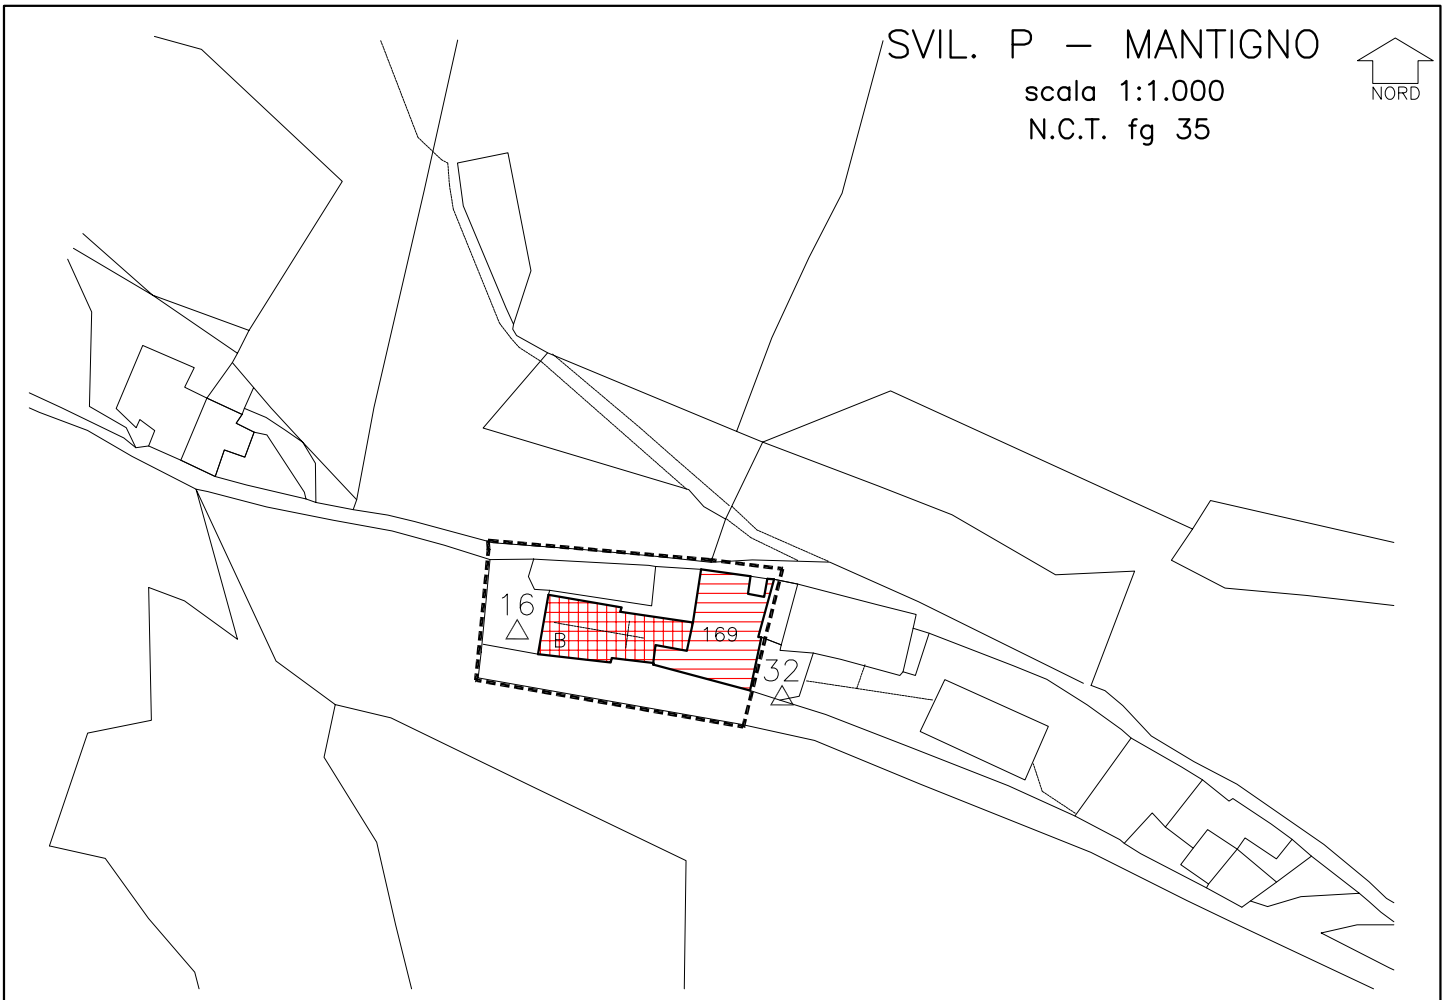 SVIL. P - MANTIGNO
scala 1:1.000
N.C.T. fg 35
NORD
16
B
169
32